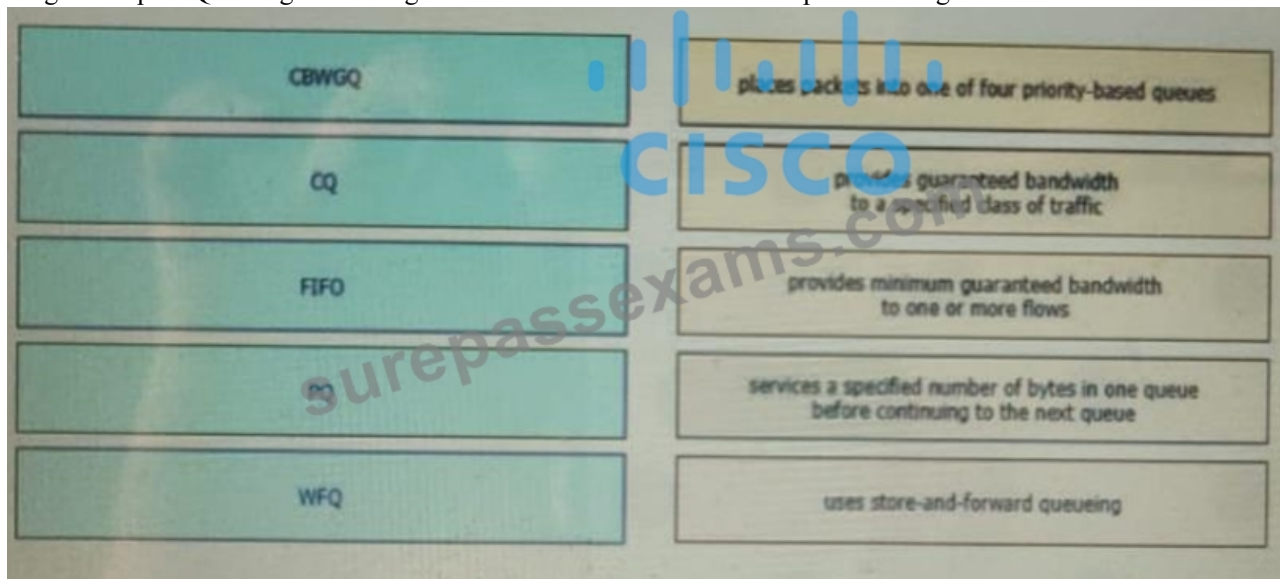 CBWGQ
places packets into one of four priority-based queues
CISCO
CQ
provides guaranteed bandwidth
to a specified class of traffic
FIFO
provides minimum guaranteed bandwidth
to one or more flows
surepassexams.com
PQ
services a specified number of bytes in one queue
before continuing to the next queue
WFQ
uses store-and-forward queueing